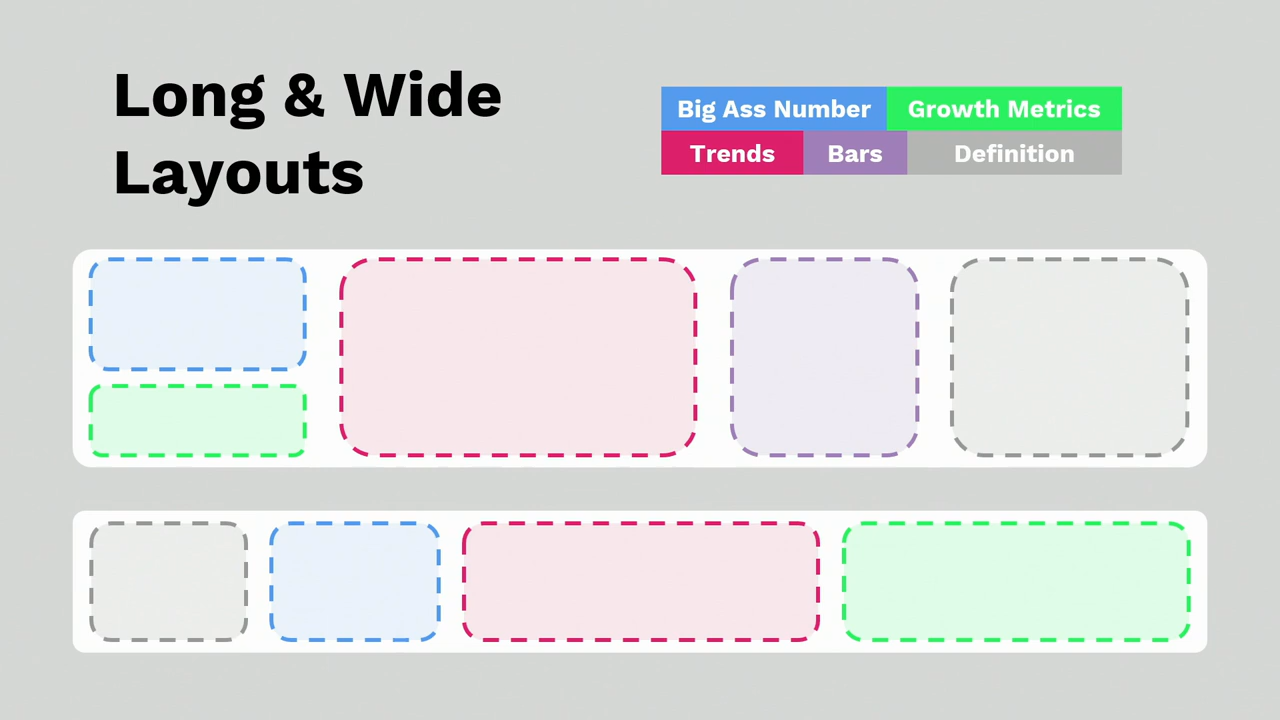 Long & Wide
Layouts
Big Ass Number
Growth Metrics
Trends
Bars
Definition